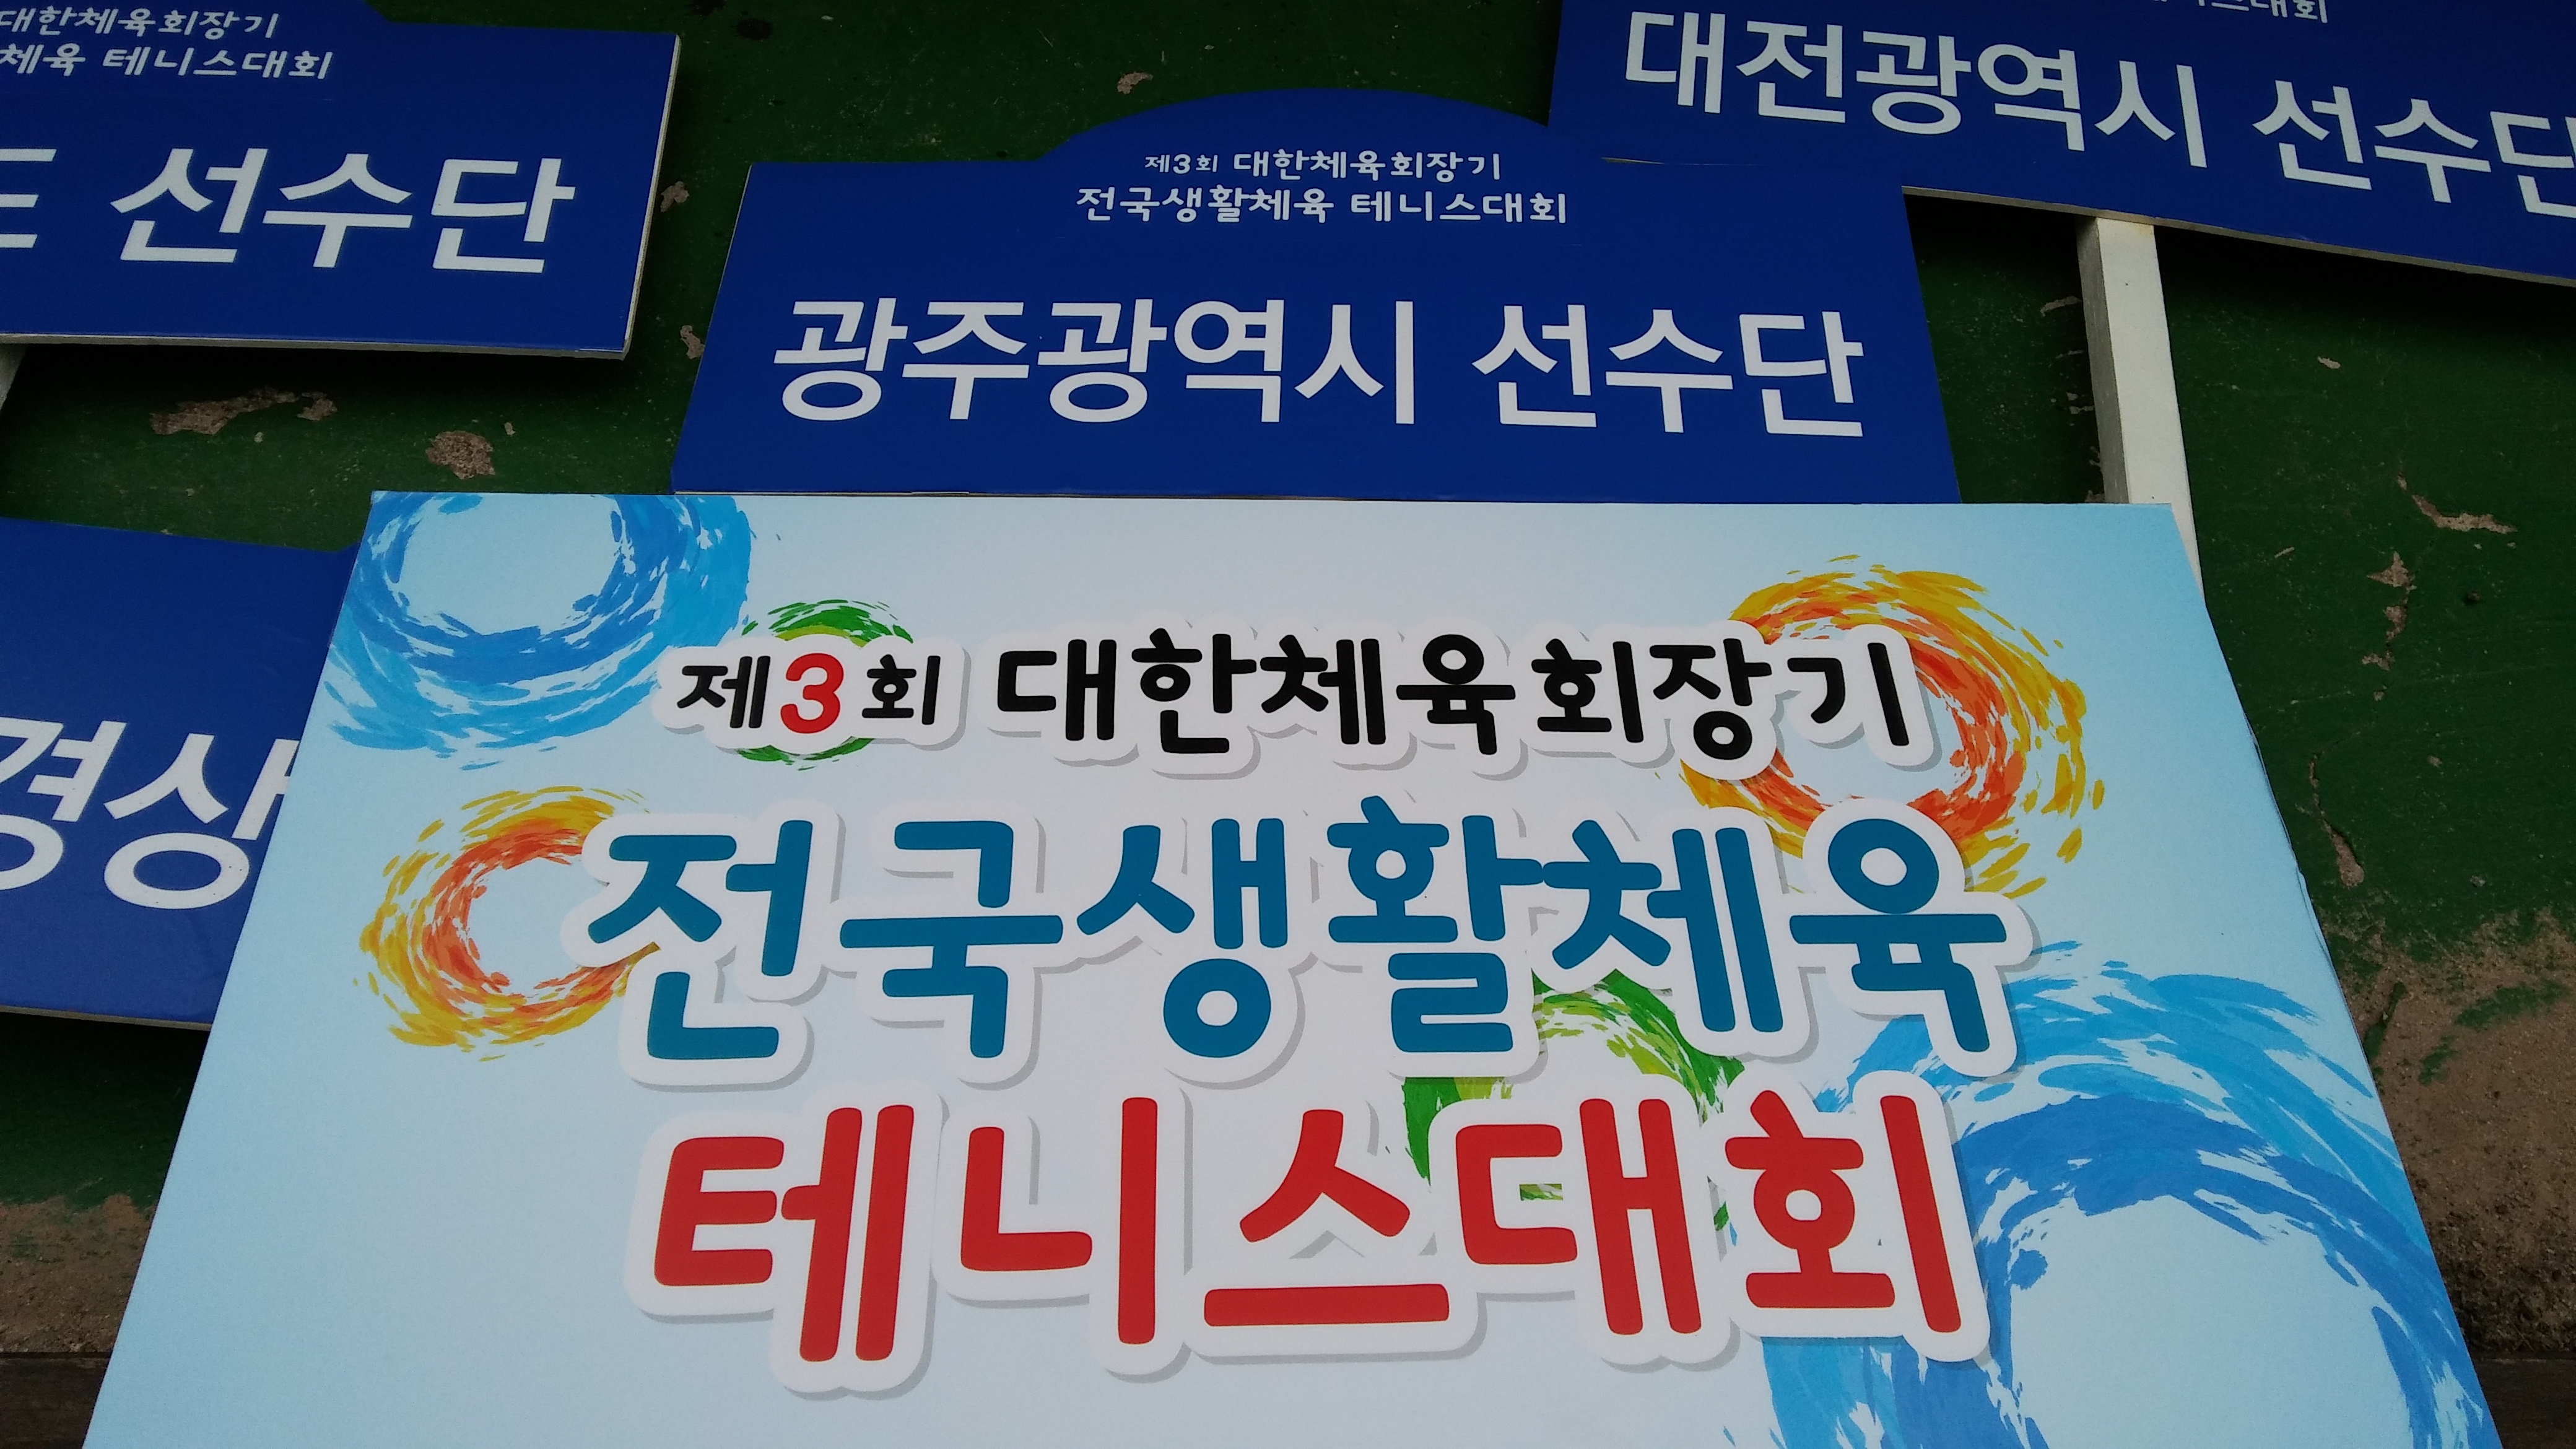 대한체육회장기
체육 테니스대회
선수단
제3회 대한체육회장기
전국생활체육 테니스대회
광주광역시 선수단
대전광역시 선수단
경상
제3회 대한체육회장기
전국생활체육
테니스대회